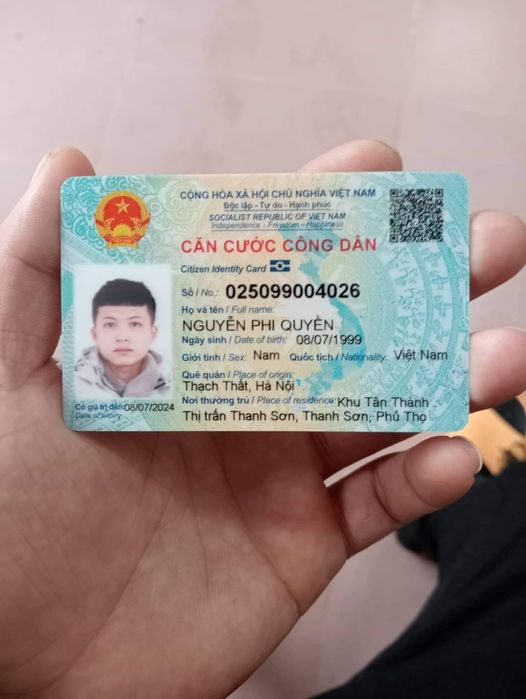 CỘNG HÒA XÃ HỘI CHỦ NGHĨA VIỆT NAM
Độc lập - Tự do - Hạnh phúc
SOCIALIST REPUBLIC OF VIET NAM
Independence - Freedom - Happiness
CĂN CƯỚC CÔNG DÂN
Citizen Identity Card
Số / No.: 025099004026
Họ và tên / Full name:
NGUYỄN PHI QUYỀN
Ngày sinh / Date of birth: 08/07/1999
Giới tính / Sex: Nam Quốc tịch / Nationality: Việt Nam
Quê quán / Place of origin:
Thạch Thất, Hà Nội
Nơi thường trú / Place of residence: Khu Tân Thành
Thị trấn Thanh Sơn, Thanh Sơn, Phú Thọ
Có giá trị đến: 08/07/2024
Date of expiry